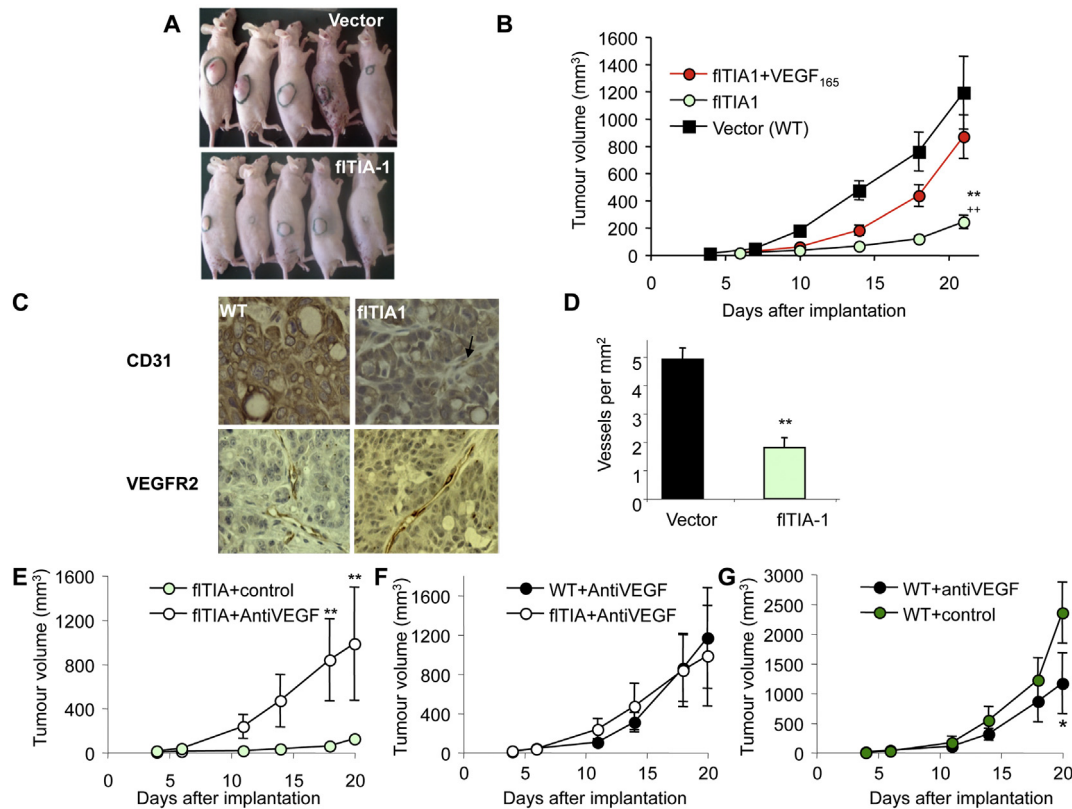 A
Vector
flTIA-1
B
Tumour volume (mm³)
1600
1400
1200
1000
800
600
400
200
0
flTIA1+VEGF₁₆₅
flTIA1
Vector (WT)
**
++
0 5 10 15 20
Days after implantation
C
WT
flTIA1
CD31
VEGFR2
D
Vessels per mm²
5
4
3
2
1
0
**
Vector flTIA-1
E
Tumour volume (mm³)
1600
1200
800
400
0
flTIA+control
flTIA+AntiVEGF
**
**
0 5 10 15 20
Days after implantation
F
Tumour volume (mm³)
1600
1200
800
400
0
WT+AntiVEGF
flTIA+AntiVEGF
0 5 10 15 20
Days after implantation
G
Tumour volume (mm³)
3000
2500
2000
1500
1000
500
0
WT+antiVEGF
WT+control
*
0 5 10 15 20
Days after implantation